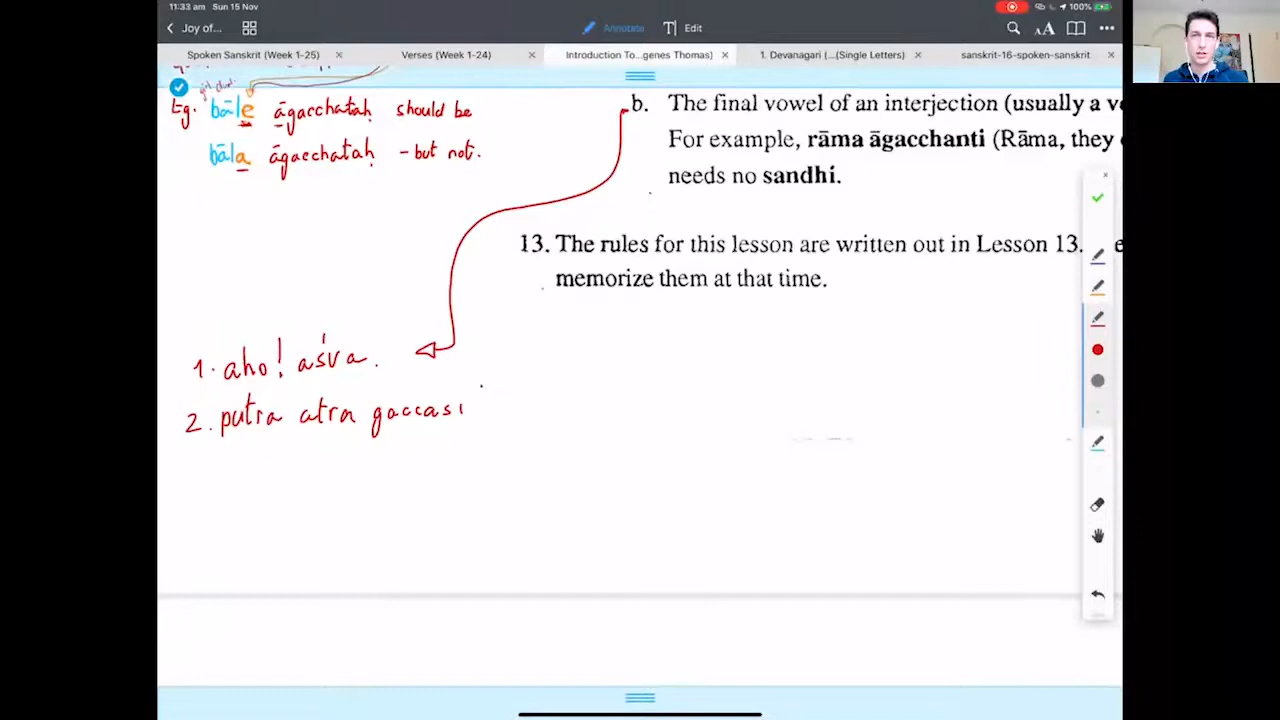 11:33 am Sun 15 Nov 100%
Joy of... Annotate Edit AA
Spoken Sanskrit (Week 1-25) Verses (Week 1-24) Introduction To...genes Thomas) 1. Devanagari (...(Single Letters) sanskrit-16-spoken-sanskrit
Eg. bāle āgacchataḥ should be
bāla āgacchataḥ - but not.
b. The final vowel of an interjection (usually a
For example, rāma āgacchanti (Rāma, they
needs no sandhi.
13. The rules for this lesson are written out in Lesson 13.
memorize them at that time.
1. aho! aśva.
2. putra atra gaccasi